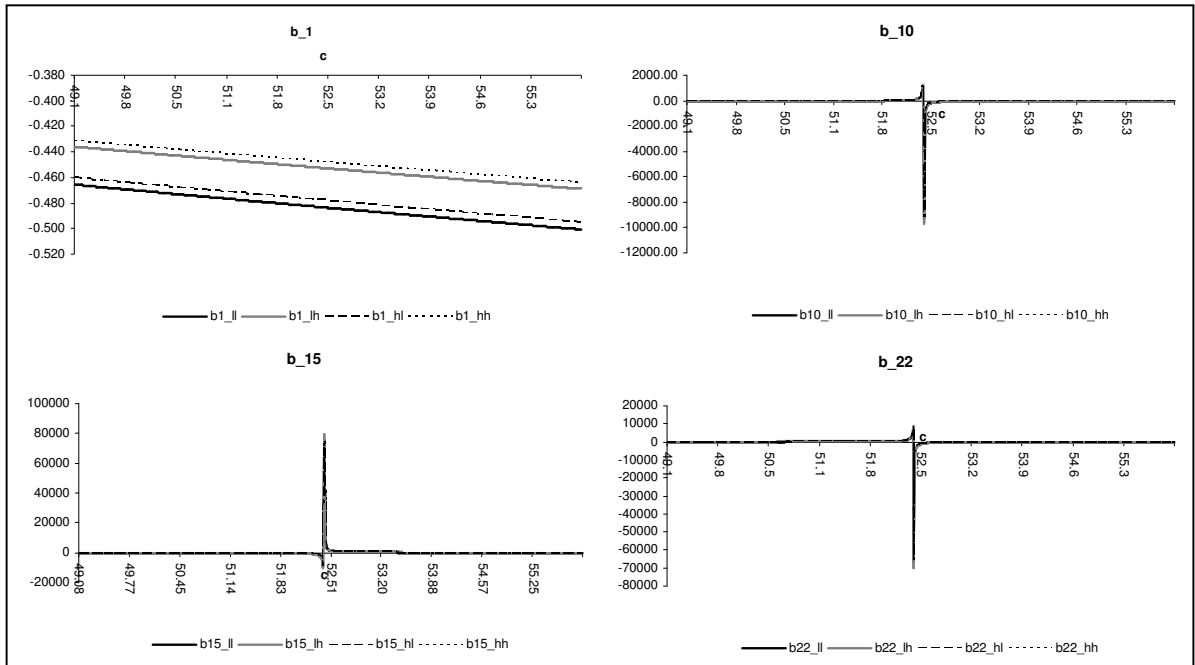 b_1
c
-0.380
-0.400
-0.420
-0.440
-0.460
-0.480
-0.500
-0.520
49.1 49.8 50.5 51.1 51.8 52.5 53.2 53.9 54.6 55.3
b1_ll b1_lh b1_hl b1_hh
b_10
2000.00
0.00
-2000.00
-4000.00
-6000.00
-8000.00
-10000.00
-12000.00
49.1 49.8 50.5 51.1 51.8 52.5 53.2 53.9 54.6 55.3
c
b10_ll b10_lh b10_hl b10_hh
b_15
100000
80000
60000
40000
20000
0
-20000
49.08 49.77 50.45 51.14 51.83 52.51 53.20 53.88 54.57 55.25
c
b15_ll b15_lh b15_hl b15_hh
b_22
20000
10000
0
-10000
-20000
-30000
-40000
-50000
-60000
-70000
-80000
c
49.1 49.8 50.5 51.1 51.8 52.5 53.2 53.9 54.6 55.3
b22_ll b22_lh b22_hl b22_hh